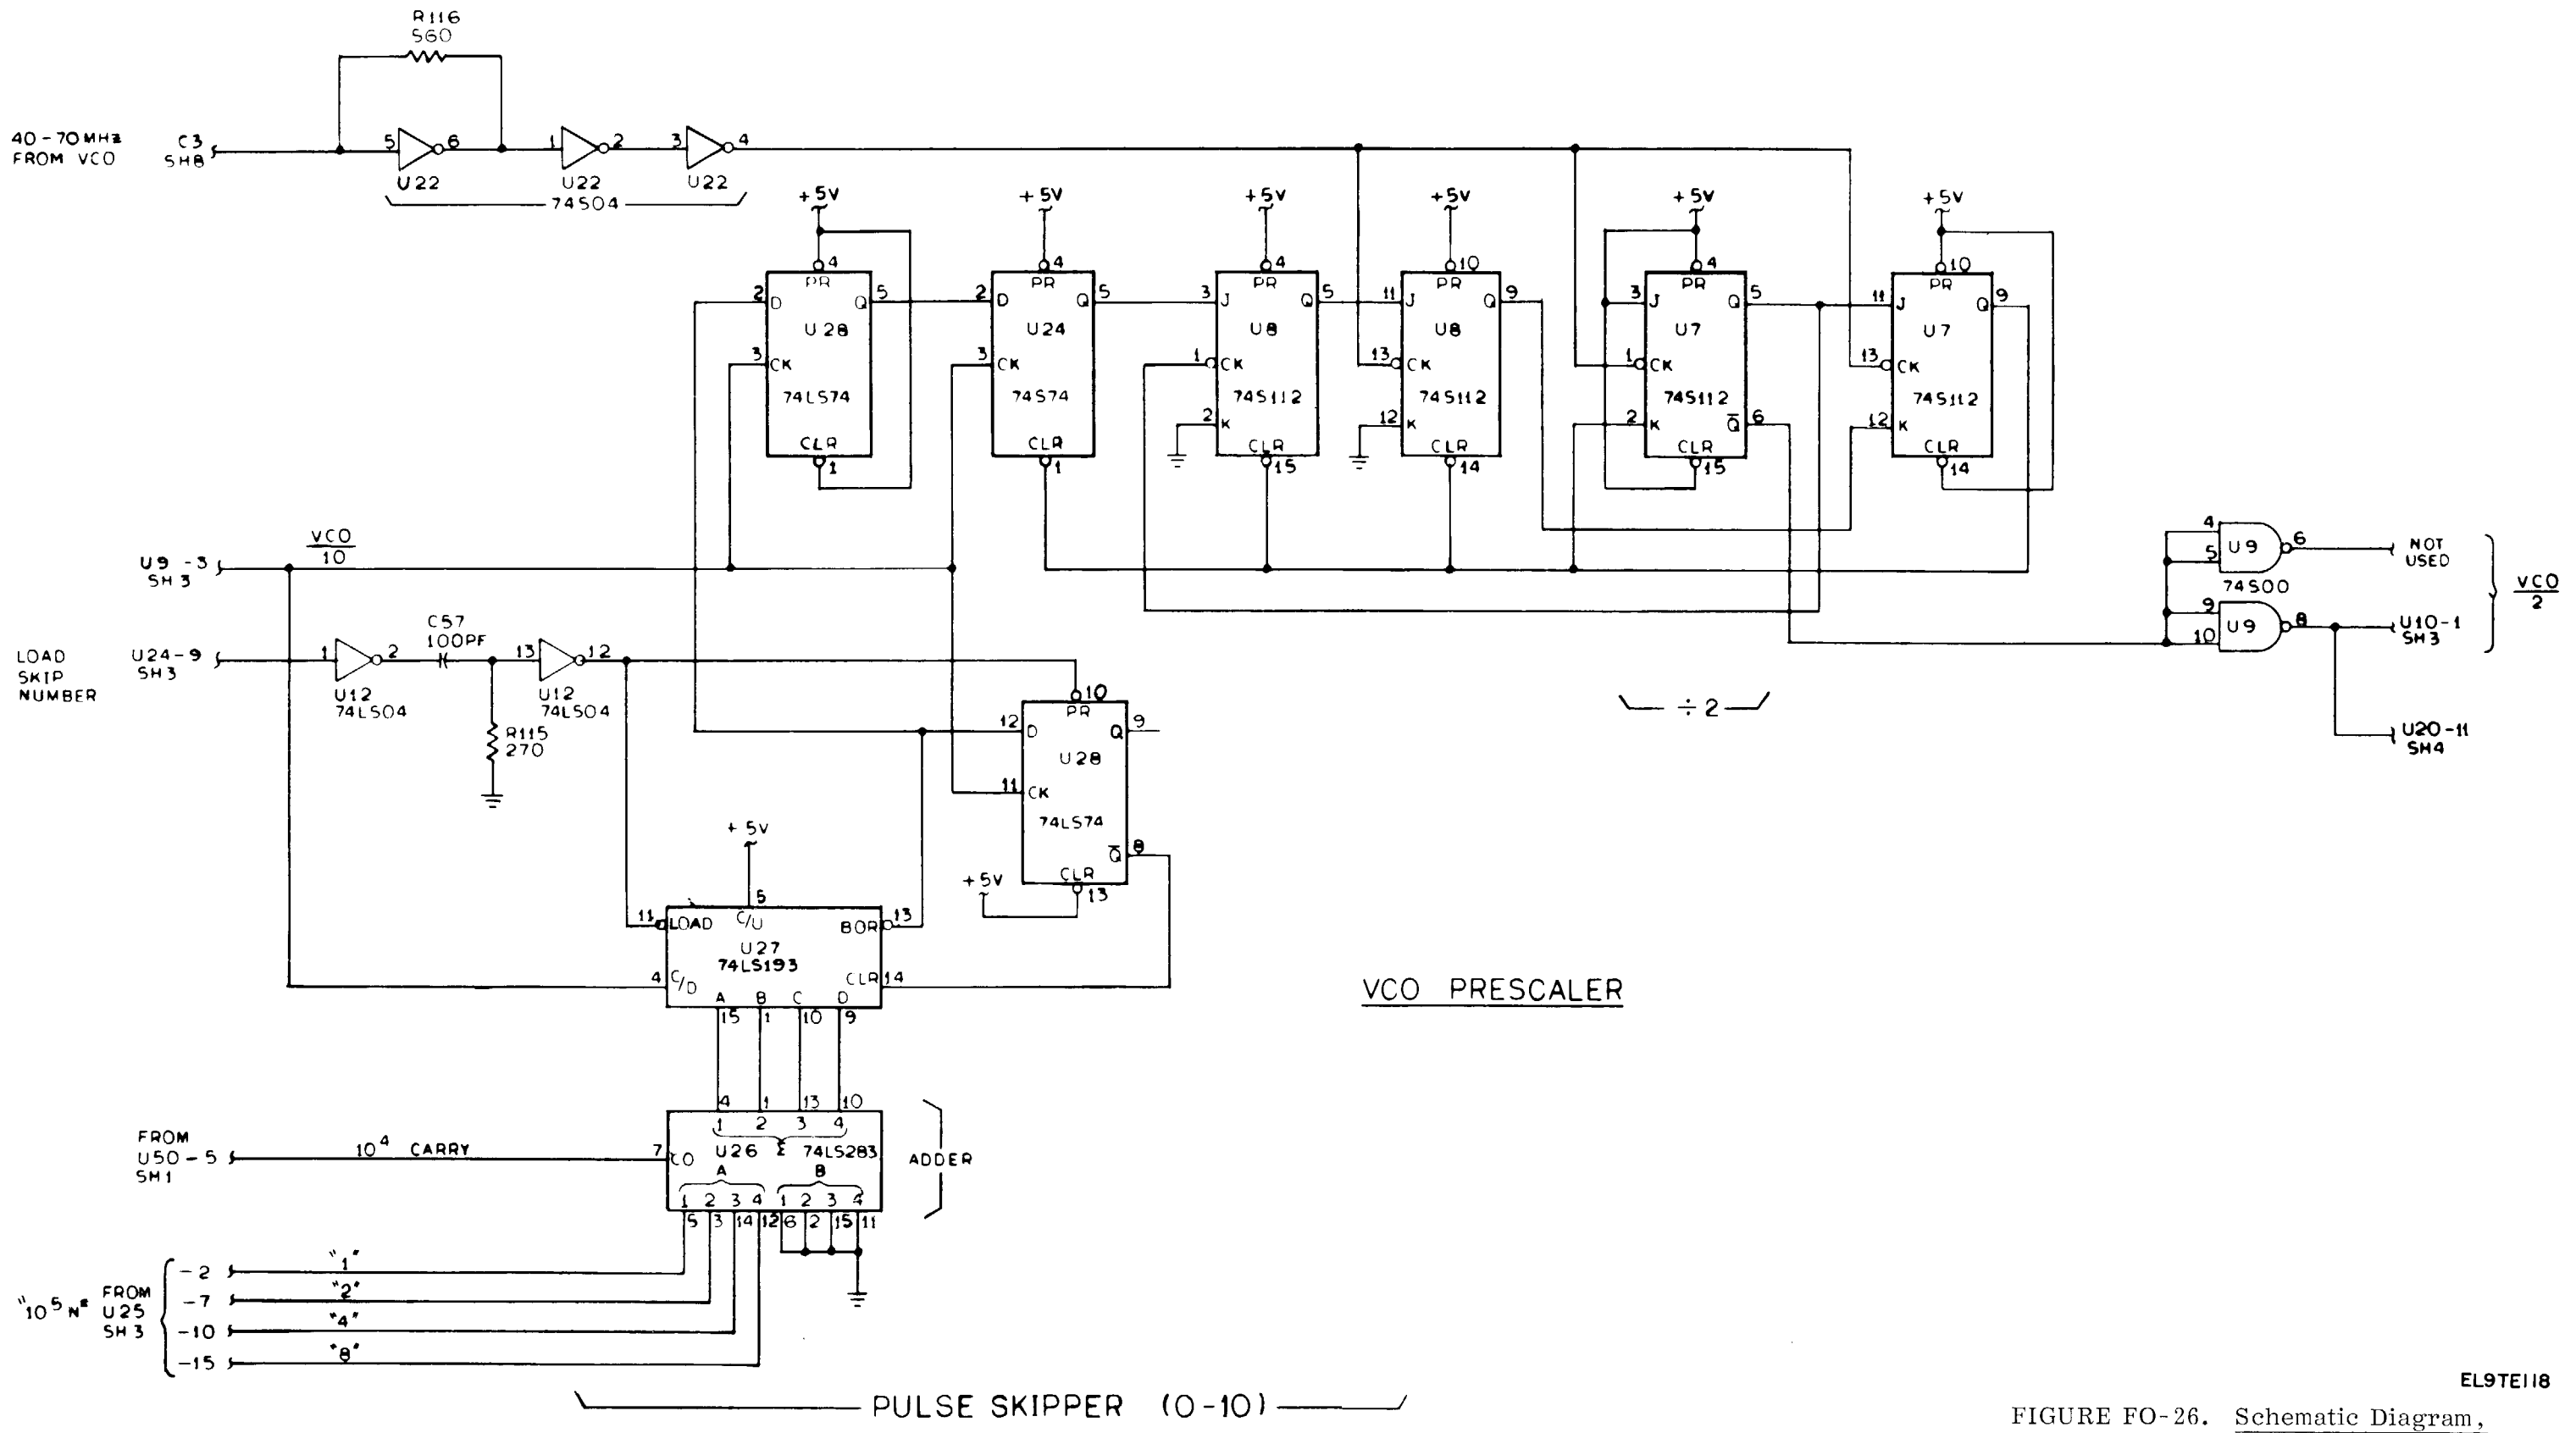 R116
560
40-70MHz
FROM VCO
C3
SH8
5 6
U22
1 2
U22
3 4
U22
74S04
+5V
4
PR
2 D Q 5
U28
3 CK
74LS74
CLR
1
+5V
4
PR
2 D Q 5
U24
3 CK
74S74
CLR
1
+5V
4
PR
3 J Q 5
U8
1 CK
74S112
2 K
CLR
15
+5V
10
PR
11 J Q 9
U8
13 CK
74S112
12 K
CLR
14
+5V
4
PR
3 J Q 5
U7
1 CK
74S112
2 K Q̅ 6
CLR
15
+5V
10
PR
11 J Q 9
U7
13 CK
74S112
12 K
CLR
14
U9 -3
SH3
VCO
10
LOAD
SKIP
NUMBER
U24-9
SH3
1 2
U12
74LS04
C57
100PF
R115
270
13 12
U12
74LS04
10
PR
12 D Q 9
U28
11 CK
74LS74
Q̅ 8
CLR
13
+5V
4
5 U9 6
74S00
NOT
USED
9
10 U9 8
U10-1
SH3
VCO
2
U20-11
SH4
÷2
+5V
5
11 LOAD C/U BOR 13
U27
74LS193
4 C/D CLR 14
A B C D
15 1 10 9
VCO PRESCALER
4 1 13 10
1 2 3 4
FROM
U50-5
SH1
10⁴ CARRY
7 CO
U26 Σ 74LS283
A B
1 2 3 4 1 2 3 4
5 3 14 12 6 2 15 11
ADDER
"10⁵N"
FROM
U25
SH3
-2 "1"
-7 "2"
-10 "4"
-15 "8"
PULSE SKIPPER (0-10)
EL9TE118
FIGURE FO-26. Schematic Diagram,